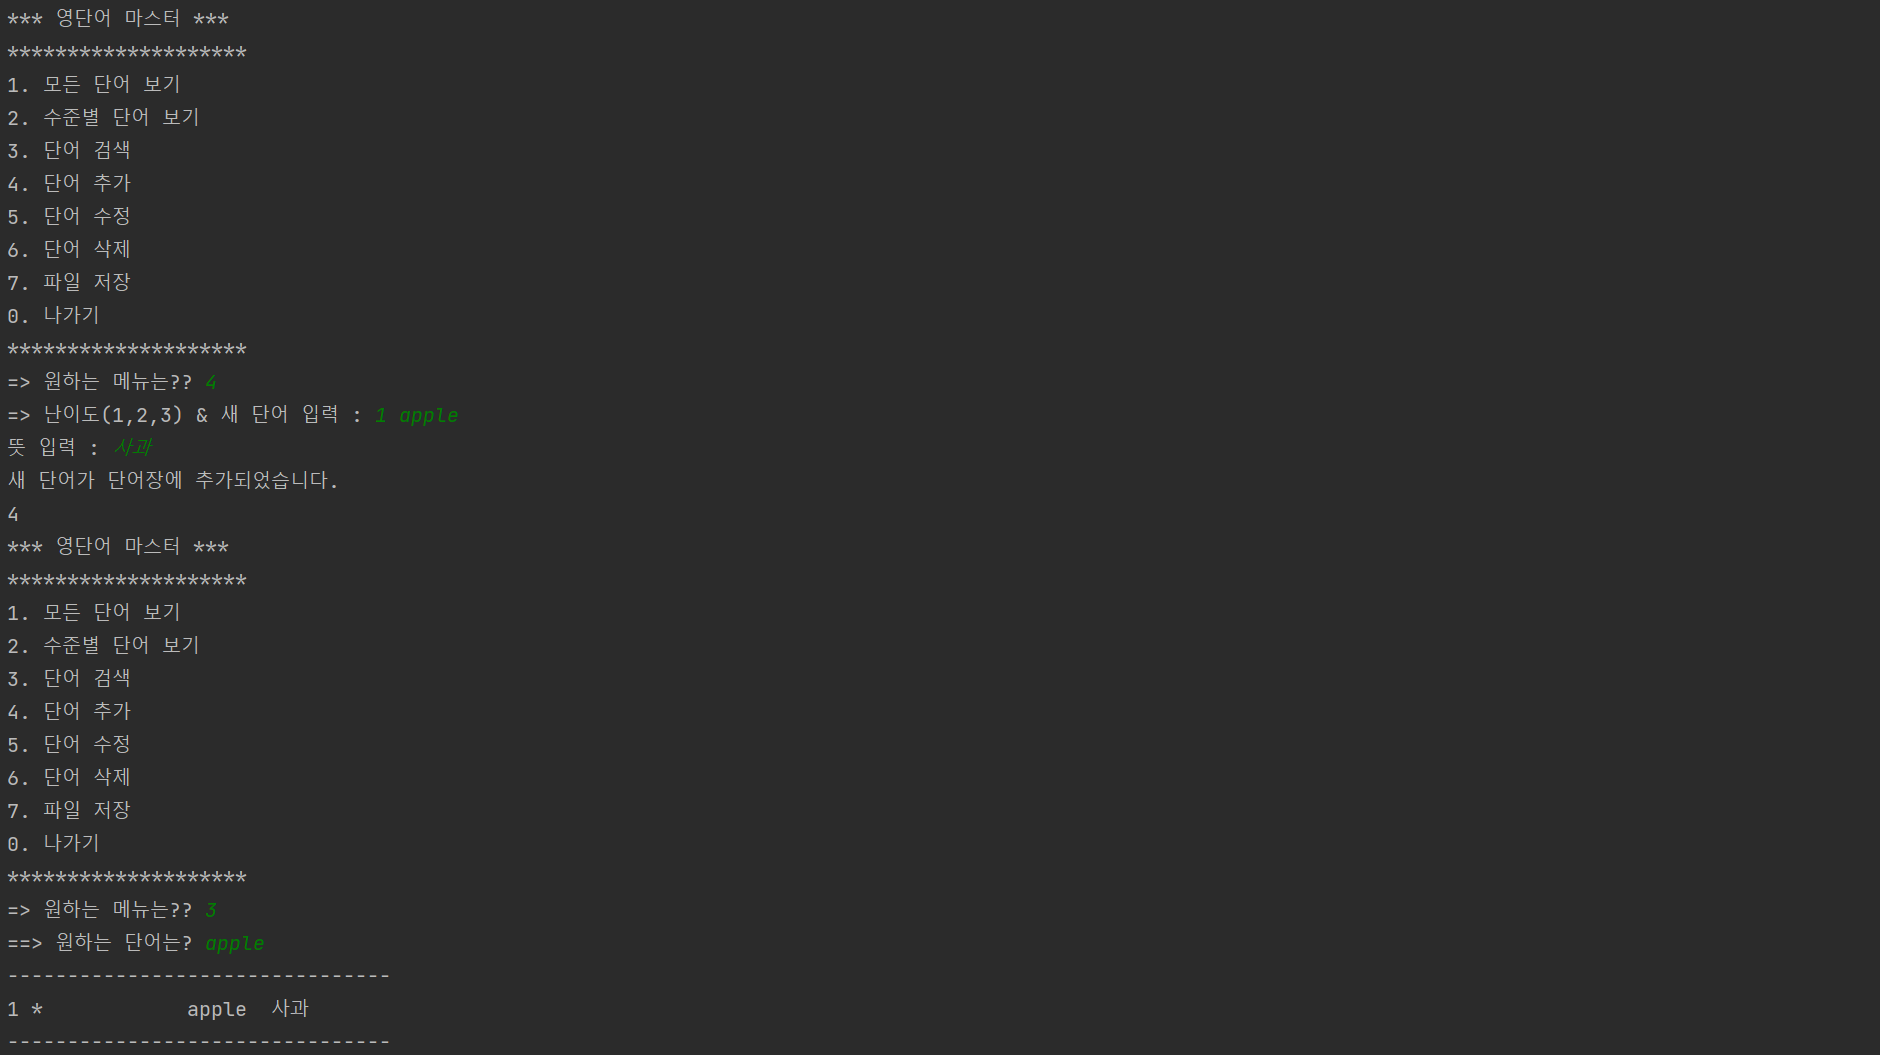 *** 영단어 마스터 ***
********************
1. 모든 단어 보기
2. 수준별 단어 보기
3. 단어 검색
4. 단어 추가
5. 단어 수정
6. 단어 삭제
7. 파일 저장
0. 나가기
********************
=> 원하는 메뉴는?? 4
=> 난이도(1,2,3) & 새 단어 입력 : 1 apple
뜻 입력 : 사과
새 단어가 단어장에 추가되었습니다.
4
*** 영단어 마스터 ***
********************
1. 모든 단어 보기
2. 수준별 단어 보기
3. 단어 검색
4. 단어 추가
5. 단어 수정
6. 단어 삭제
7. 파일 저장
0. 나가기
********************
=> 원하는 메뉴는?? 3
==> 원하는 단어는? apple
--------------------------------
1 *            apple  사과
--------------------------------